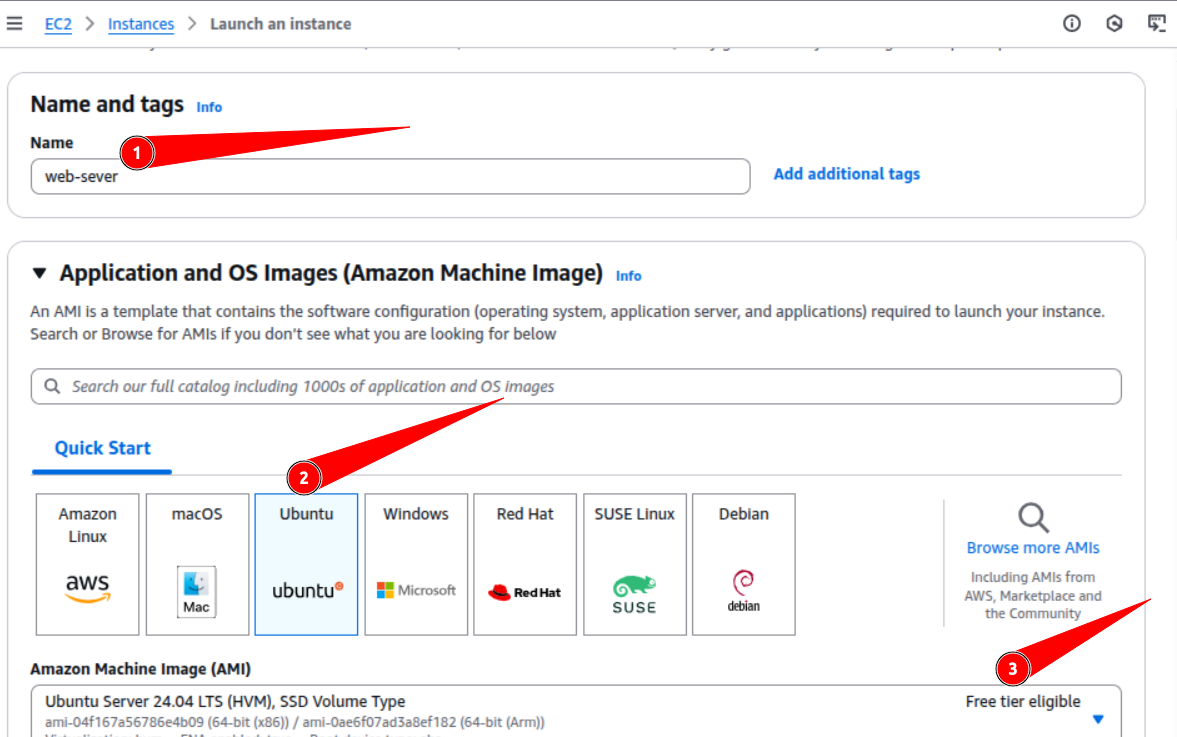 EC2 > Instances > Launch an instance
Name and tags Info
Name
1
web-sever
Add additional tags
Application and OS Images (Amazon Machine Image) Info
An AMI is a template that contains the software configuration (operating system, application server, and applications) required to launch your instance.
Search or Browse for AMIs if you don't see what you are looking for below
Search our full catalog including 1000s of application and OS images
Quick Start
2
Amazon
Linux
aws
macOS
Mac
Ubuntu
ubuntu
Windows
Microsoft
Red Hat
Red Hat
SUSE Linux
SUSE
Debian
debian
Browse more AMIs
Including AMIs from
AWS, Marketplace and
the Community
3
Amazon Machine Image (AMI)
Ubuntu Server 24.04 LTS (HVM), SSD Volume Type
Free tier eligible
ami-04f167a56786e4b09 (64-bit (x86)) / ami-0ae6f07ad3a8ef182 (64-bit (Arm))